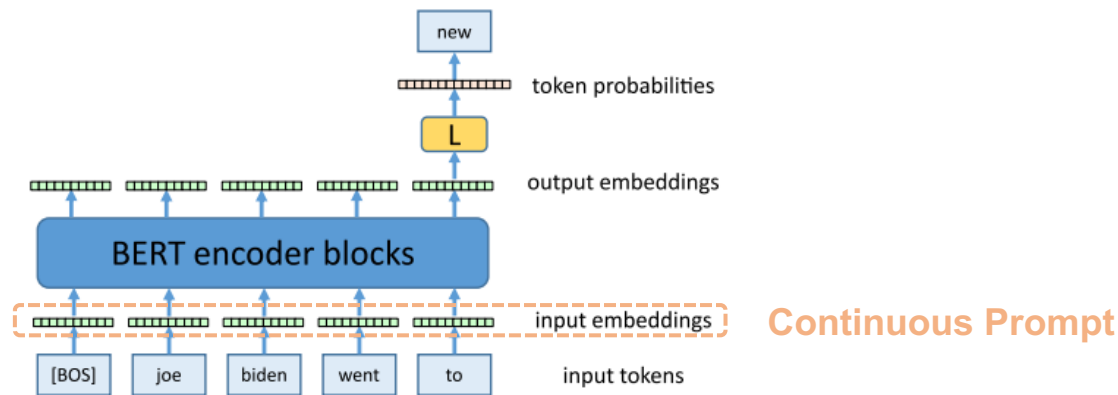 new
token probabilities
L
output embeddings
BERT encoder blocks
input embeddings
Continuous Prompt
[BOS] joe biden went to input tokens